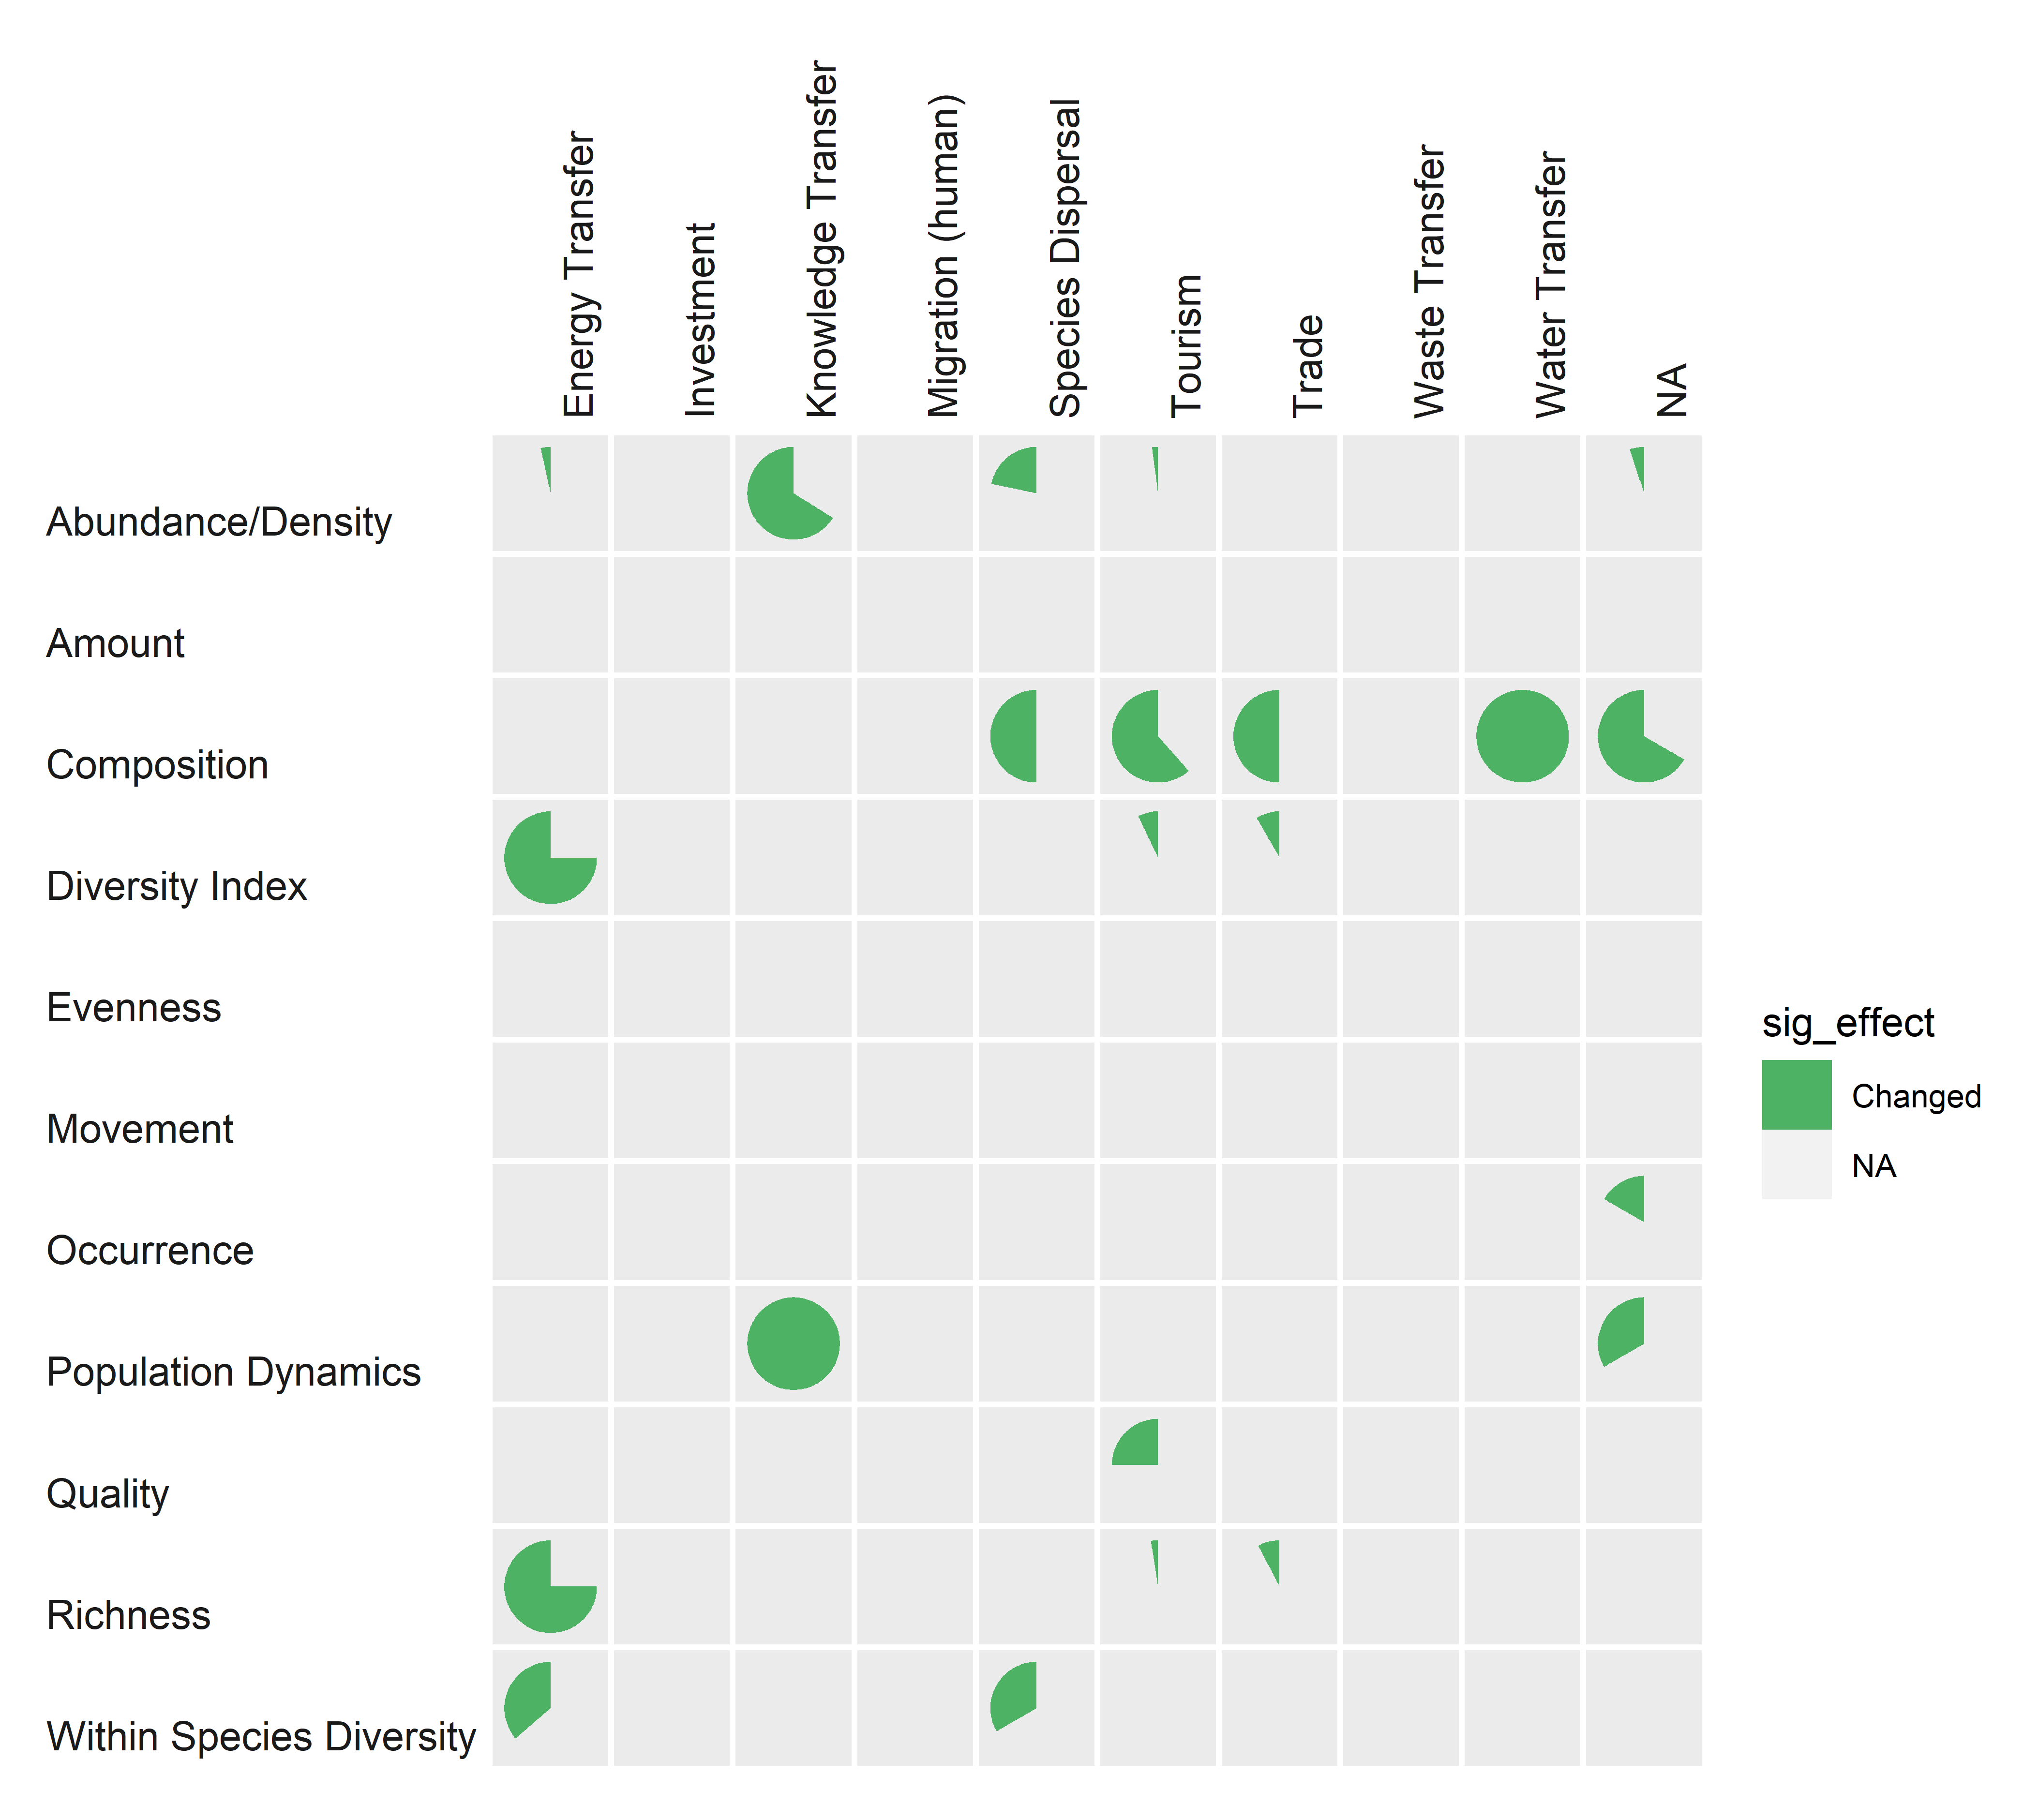 Energy Transfer
Investment
Knowledge Transfer
Migration (human)
Species Dispersal
Tourism
Trade
Waste Transfer
Water Transfer
NA
Abundance/Density
Amount
Composition
Diversity Index
Evenness
Movement
Occurrence
Population Dynamics
Quality
Richness
Within Species Diversity
sig_effect
Changed
NA